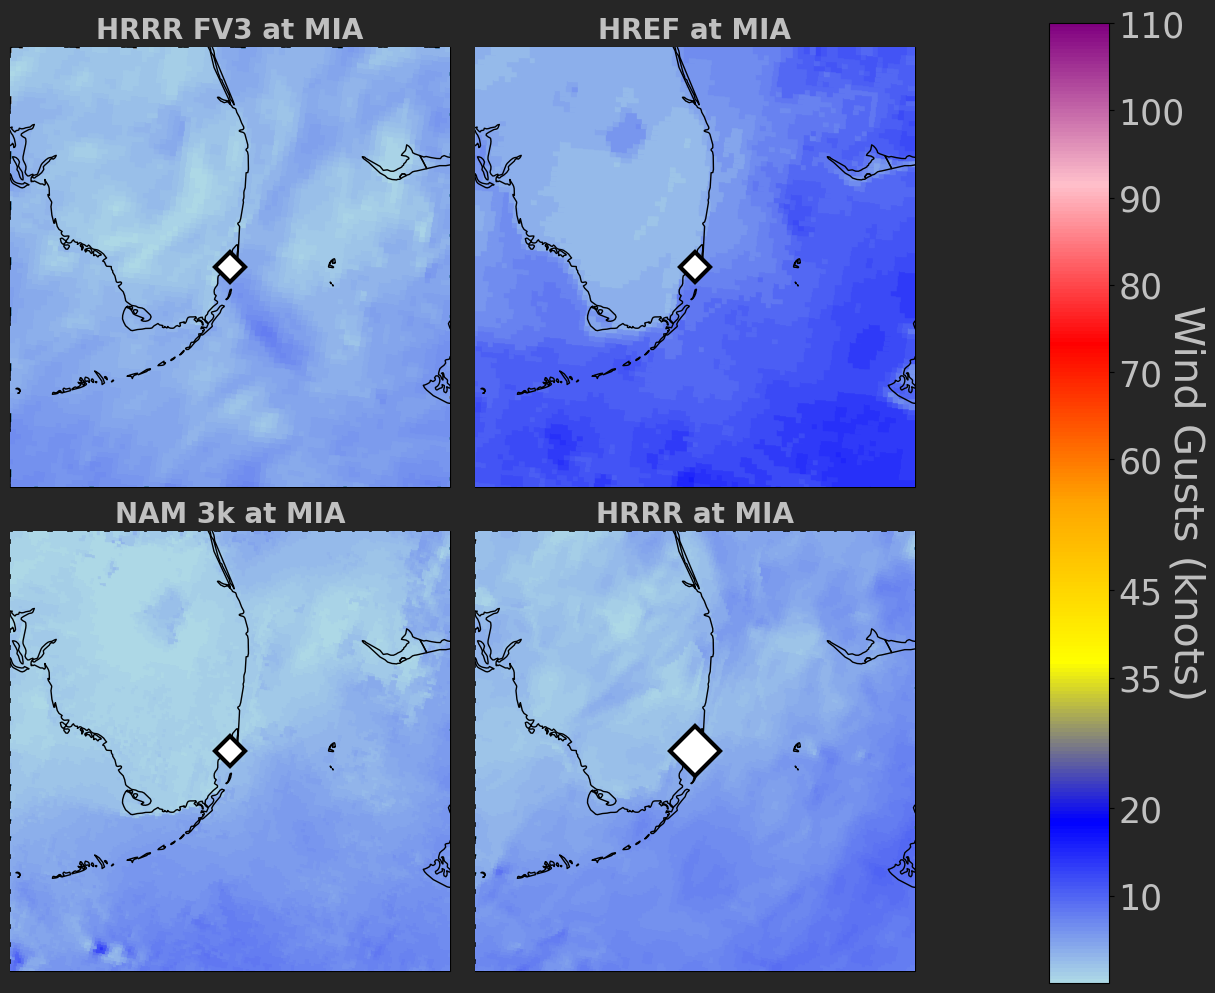 HRRR FV3 at MIA
HREF at MIA
NAM 3k at MIA
HRRR at MIA
110
100
90
80
70
60
45
35
20
10
Wind Gusts (knots)